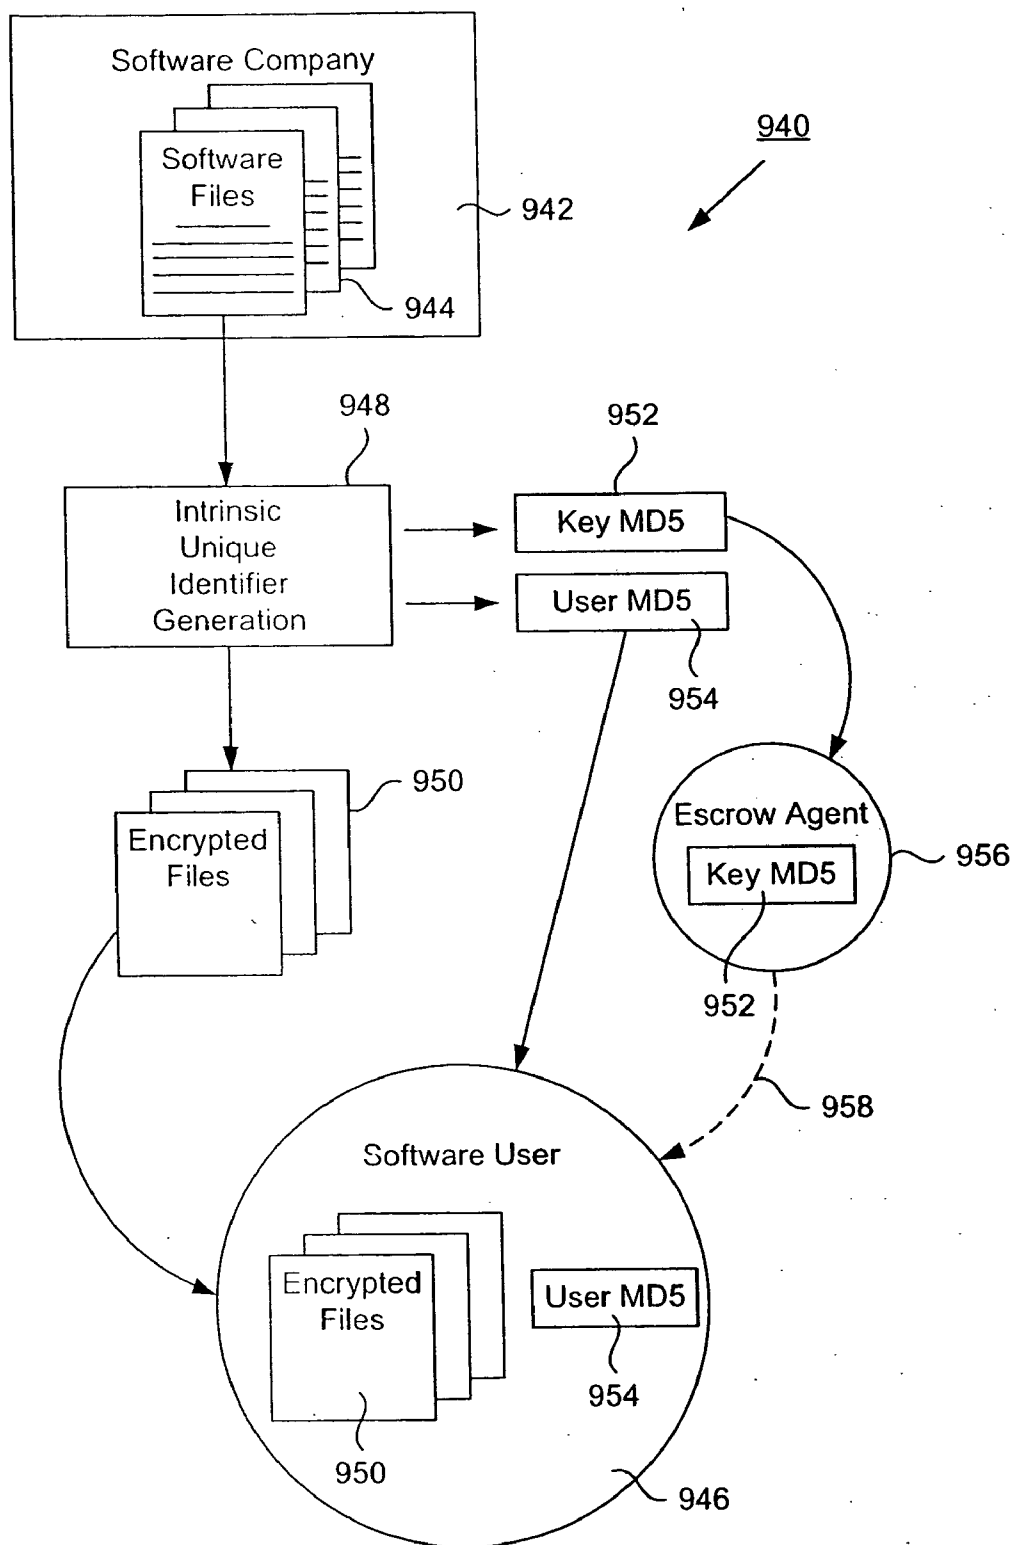 Software Company
940
Software
Files
942
944
948
952
Intrinsic
Unique
Identifier
Generation
Key MD5
User MD5
954
950
Encrypted
Files
Escrow Agent
Key MD5
956
952
958
Software User
Encrypted
Files
User MD5
954
950
946